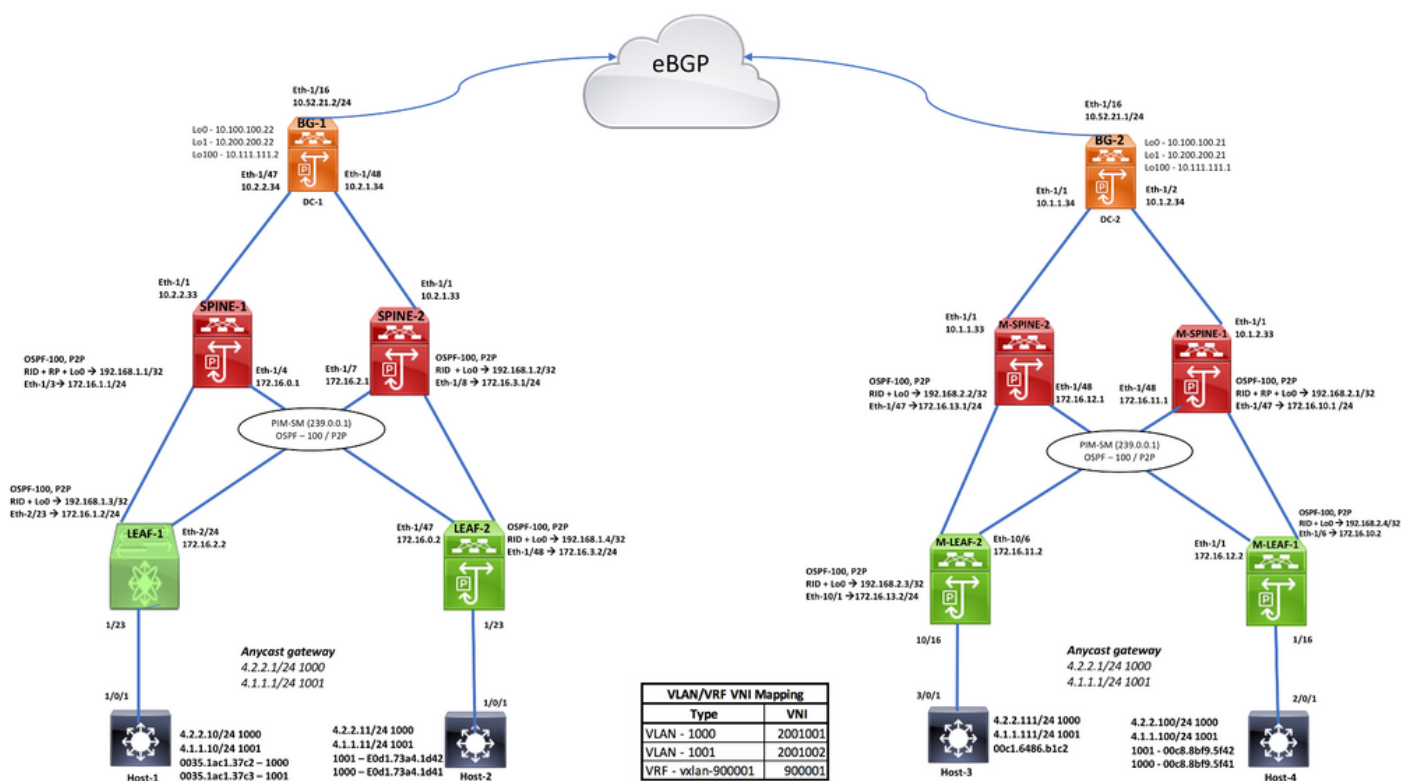 eBGP
Eth-1/16
10.52.21.2/24
BG-1
Lo0 - 10.100.100.22
Lo1 - 10.200.200.22
Lo100 - 10.111.111.2
Eth-1/47
10.2.2.34
Eth-1/48
10.2.1.34
DC-1
Eth-1/16
10.52.21.1/24
BG-2
Lo0 - 10.100.100.21
Lo1 - 10.200.200.21
Lo100 - 10.111.111.1
Eth-1/1
10.1.1.34
Eth-1/2
10.1.2.34
DC-2
Eth-1/1
10.2.2.33
SPINE-1
Eth-1/1
10.2.1.33
SPINE-2
OSPF-100, P2P
RID + RP + Lo0 → 192.168.1.1/32
Eth-1/3→ 172.16.1.1/24
Eth-1/4
172.16.0.1
Eth-1/7
172.16.2.1
OSPF-100, P2P
RID + Lo0 → 192.168.1.2/32
Eth-1/8 → 172.16.3.1/24
PIM-SM (239.0.0.1)
OSPF – 100 / P2P
Eth-1/1
10.1.1.33
M-SPINE-2
Eth-1/1
10.1.2.33
M-SPINE-1
OSPF-100, P2P
RID + Lo0 → 192.168.2.2/32
Eth-1/47 →172.16.13.1/24
Eth-1/48
172.16.12.1
Eth-1/48
172.16.11.1
OSPF-100, P2P
RID + RP + Lo0 → 192.168.2.1/32
Eth-1/47 → 172.16.10.1 /24
PIM-SM (239.0.0.1)
OSPF – 100 / P2P
OSPF-100, P2P
RID + Lo0 → 192.168.1.3/32
Eth-2/23 → 172.16.1.2/24
LEAF-1
Eth-2/24
172.16.2.2
Eth-1/47
172.16.0.2
LEAF-2
OSPF-100, P2P
RID + Lo0 → 192.168.1.4/32
Eth-1/48 → 172.16.3.2/24
1/23
1/23
Anycast gateway
4.2.2.1/24 1000
4.1.1.1/24 1001
1/0/1
1/0/1
Host-1
4.2.2.10/24 1000
4.1.1.10/24 1001
0035.1ac1.37c2 – 1000
0035.1ac1.37c3 - 1001
4.2.2.11/24 1000
4.1.1.11/24 1001
1001 – E0d1.73a4.1d42
1000 – E0d1.73a4.1d41
Host-2
VLAN/VRF VNI Mapping
Type VNI
VLAN - 1000 2001001
VLAN - 1001 2001002
VRF - vxlan-900001 900001
M-LEAF-2
Eth-10/6
172.16.11.2
OSPF-100, P2P
RID + Lo0 → 192.168.2.3/32
Eth-10/1 →172.16.13.2/24
Eth-1/1
172.16.12.2
M-LEAF-1
OSPF-100, P2P
RID + Lo0 → 192.168.2.4/32
Eth-1/6 → 172.16.10.2
10/16
1/16
Anycast gateway
4.2.2.1/24 1000
4.1.1.1/24 1001
3/0/1
2/0/1
Host-3
4.2.2.111/24 1000
4.1.1.111/24 1001
00c1.6486.b1c2
4.2.2.100/24 1000
4.1.1.100/24 1001
1001 - 00c8.8bf9.5f42
1000 - 00c8.8bf9.5f41
Host-4